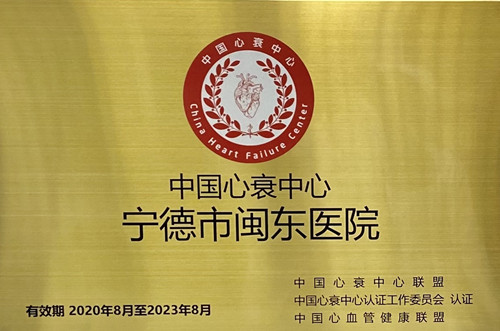 中国心衰中心
China Heart Failure Center
中国心衰中心
宁德市闽东医院
中国心衰中心联盟
中国心衰中心认证工作委员会 认证
中国心血管健康联盟
有效期 2020年8月至2023年8月